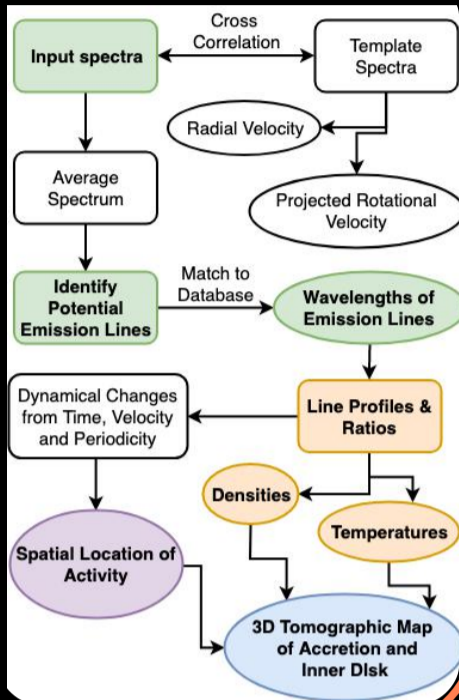 Cross
Correlation
Input spectra
Template
Spectra
Radial Velocity
Average
Spectrum
Projected Rotational
Velocity
Identify
Potential
Emission Lines
Match to
Database
Wavelengths of
Emission Lines
Dynamical Changes
from Time, Velocity
and Periodicity
Line Profiles &
Ratios
Densities
Temperatures
Spatial Location of
Activity
3D Tomographic Map
of Accretion and
Inner DIsk